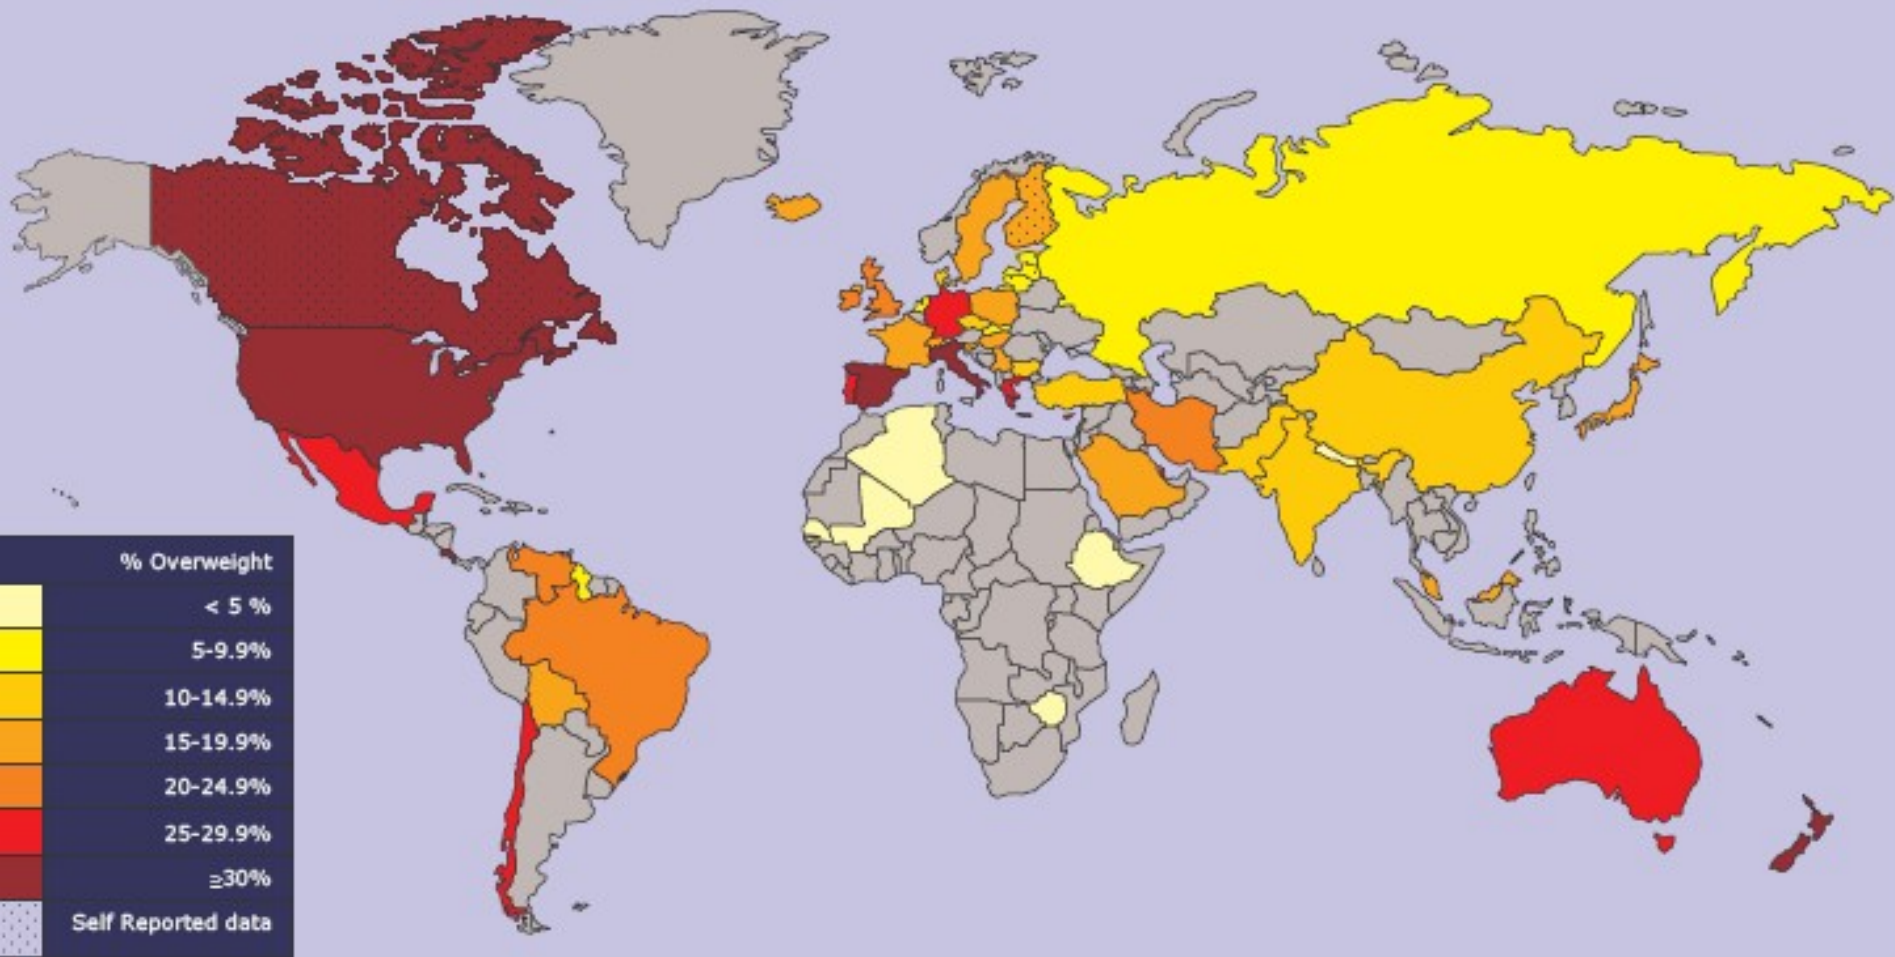 % Overweight
< 5 %
5-9.9%
10-14.9%
15-19.9%
20-24.9%
25-29.9%
≥30%
Self Reported data